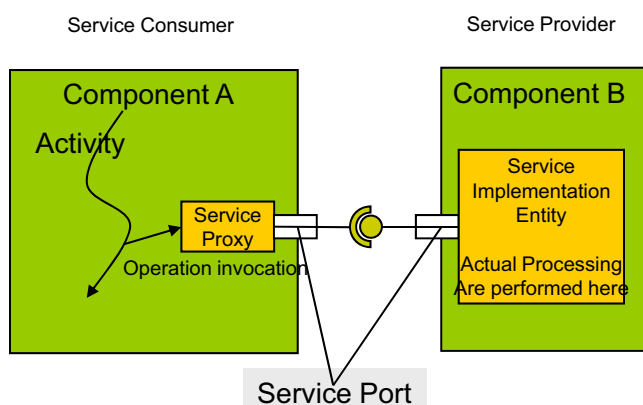 Service Consumer
Service Provider
Component A
Component B
Activity
Service
Proxy
Operation invocation
Service
Implementation
Entity
Actual Processing
Are performed here
Service Port